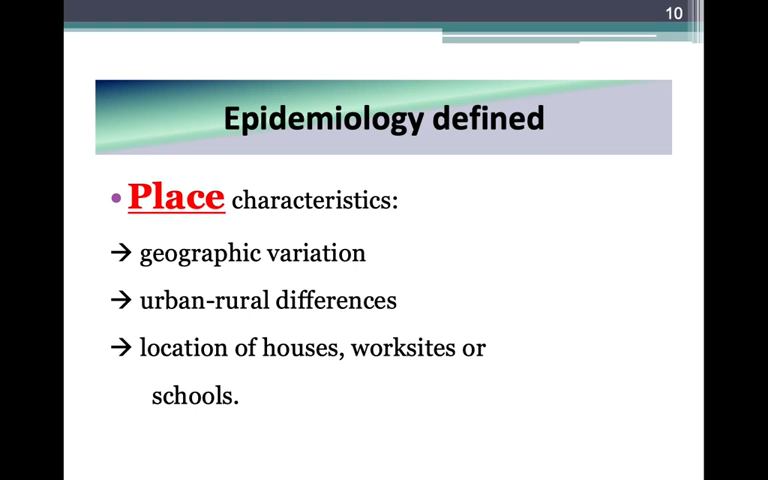 10
Epidemiology defined
• Place characteristics:
→ geographic variation
→ urban-rural differences
→ location of houses, worksites or
schools.